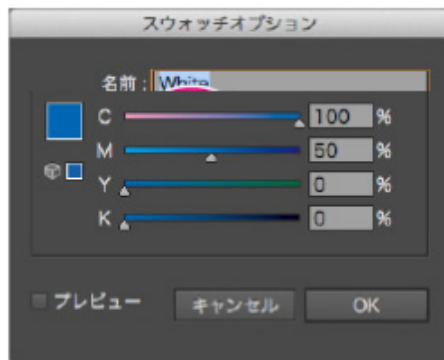 スウォッチオプション
名前 : White
C 100 %
M 50 %
Y 0 %
K 0 %
プレビュー キャンセル OK